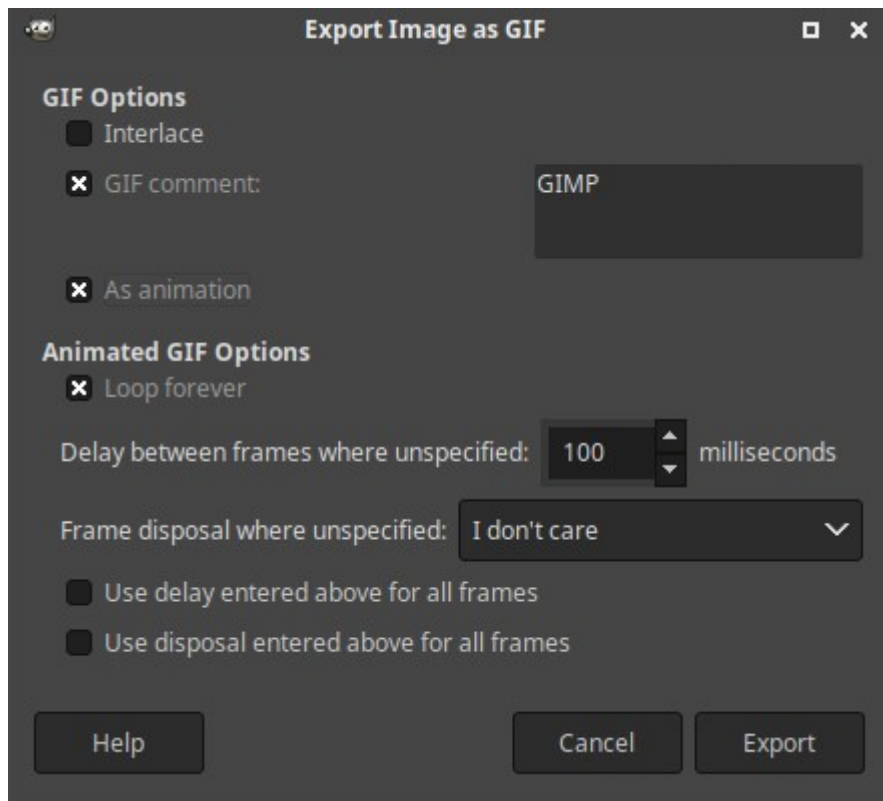 Export Image as GIF
GIF Options
Interlace
GIF comment:
GIMP
As animation
Animated GIF Options
Loop forever
Delay between frames where unspecified: 100 milliseconds
Frame disposal where unspecified: I don't care
Use delay entered above for all frames
Use disposal entered above for all frames
Help Cancel Export